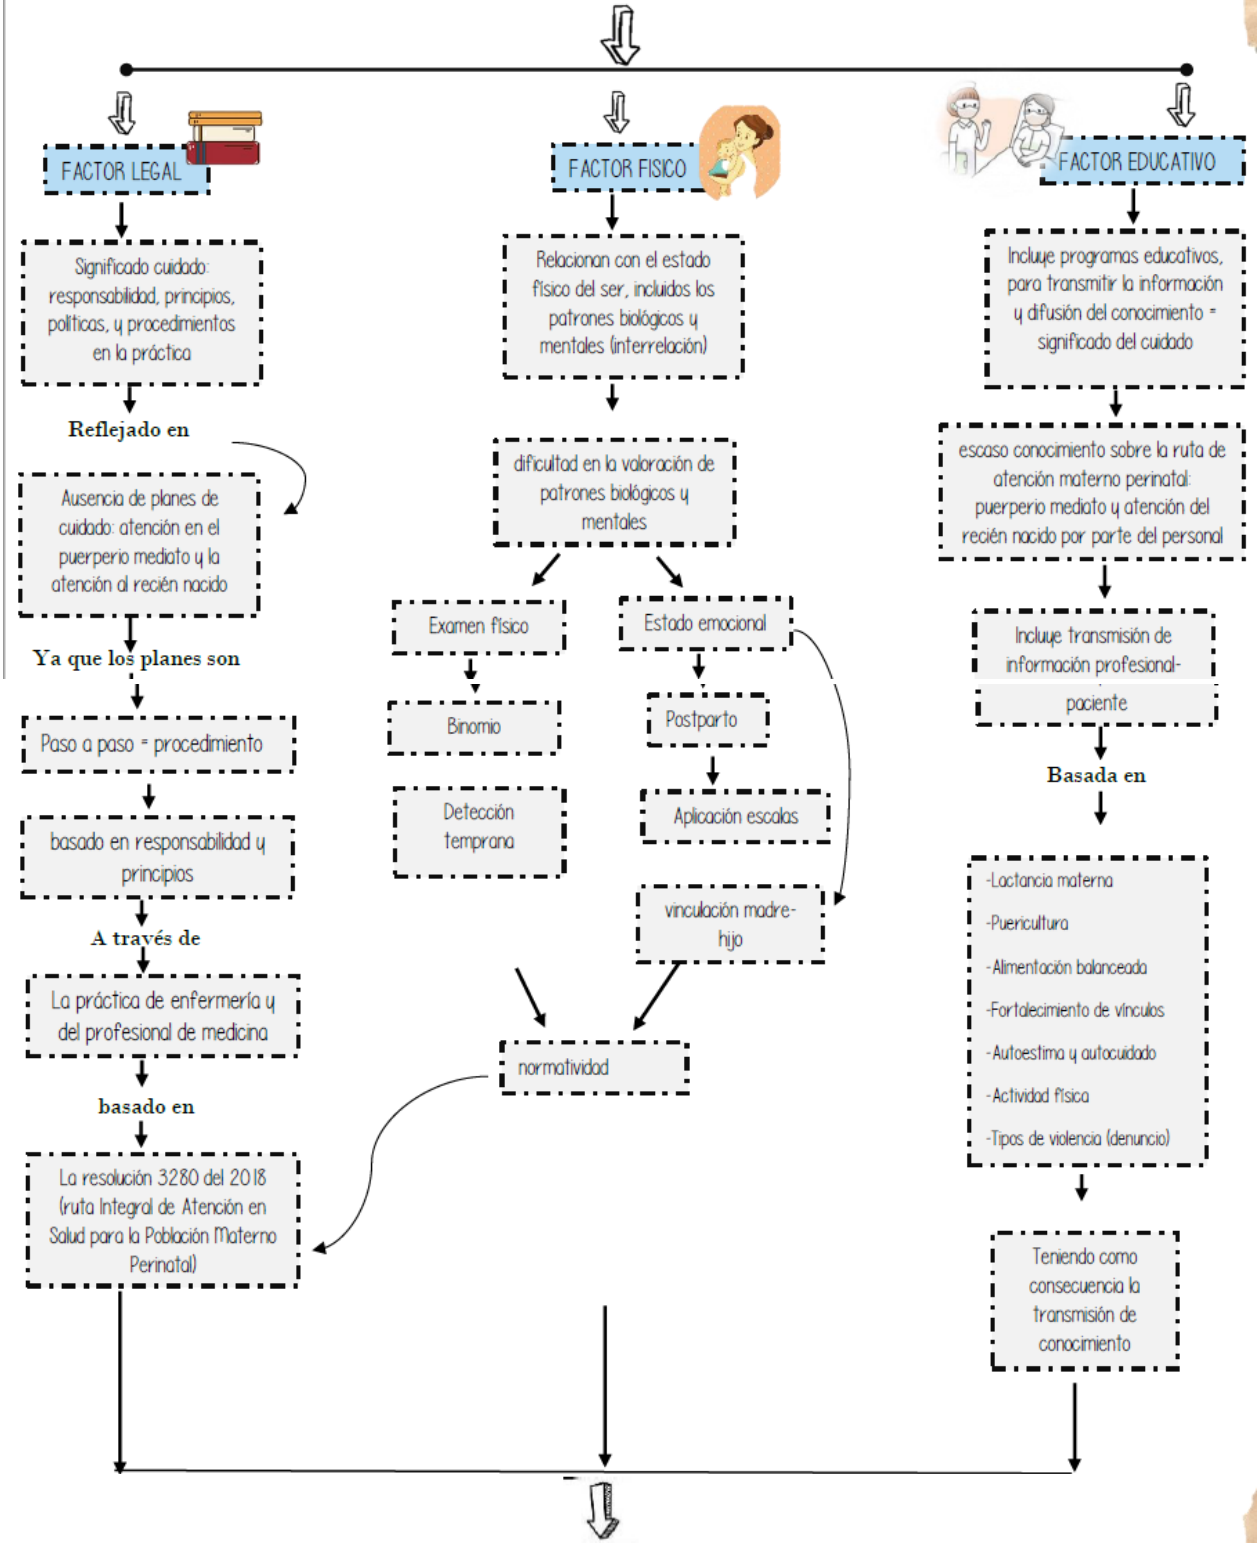 FACTOR LEGAL
Significado cuidado:
responsabilidad, principios,
políticas, y procedimientos
en la práctica
Reflejado en
Ausencia de planes de
cuidado: atención en el
puerperio mediato y la
atención al recién nacido
Ya que los planes son
Paso a paso = procedimiento
basado en responsabilidad y
principios
A través de
La práctica de enfermería y
del profesional de medicina
basado en
La resolución 3280 del 2018
(ruta Integral de Atención en
Salud para la Población Materno
Perinatal)
FACTOR FISICO
Relacionan con el estado
físico del ser, incluidos los
patrones biológicos y
mentales (interrelación)
dificultad en la valoración de
patrones biológicos y
mentales
Examen físico
Binomio
Detección
temprana
Estado emocional
Postparto
Aplicación escalas
vinculación madre-
hijo
normatividad
FACTOR EDUCATIVO
Incluye programas educativos,
para transmitir la información
y difusión del conocimiento =
significado del cuidado
escaso conocimiento sobre la ruta de
atención materno perinatal:
puerperio mediato y atención del
recién nacido por parte del personal
Incluye transmisión de
información profesional-
paciente
Basada en
-Lactancia materna
-Puericultura
-Alimentación balanceada
-Fortalecimiento de vínculos
-Autoestima y autocuidado
-Actividad física
-Tipos de violencia (denuncio)
Teniendo como
consecuencia la
transmisión de
conocimiento